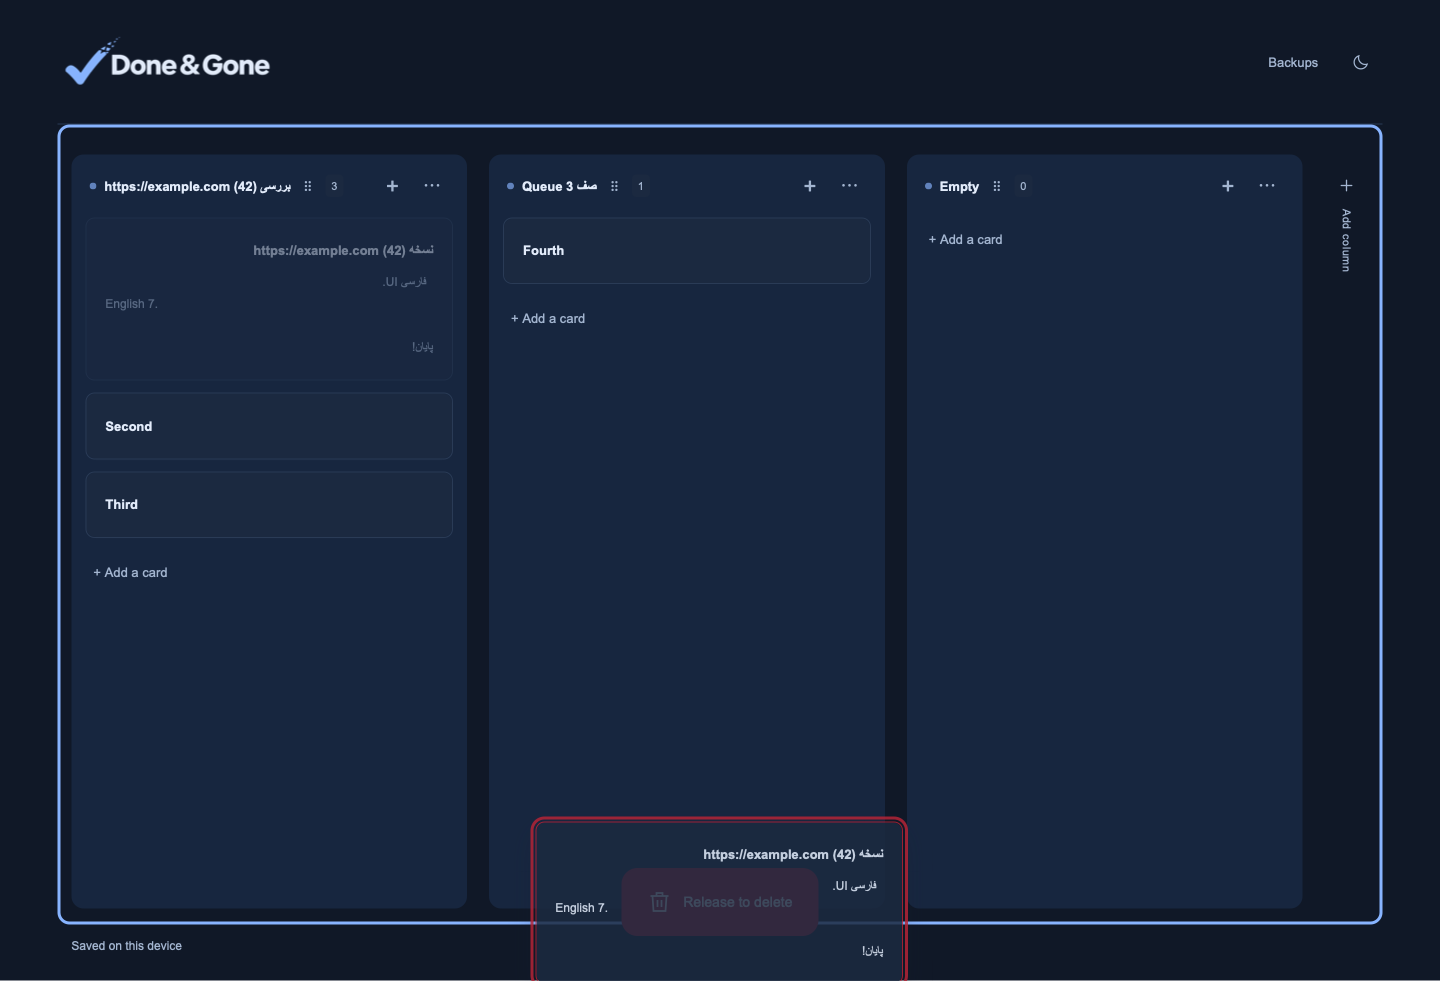 Done & Gone
Backups
https://example.com (42) بررسی
3
نسخه https://example.com (42)
فارسی UI.
English 7.
پایان!
Second
Third
+ Add a card
Queue 3 صف
1
Fourth
+ Add a card
Empty
0
+ Add a card
Add column
نسخه https://example.com (42)
فارسی UI.
English 7.
Release to delete
پایان!
Saved on this device